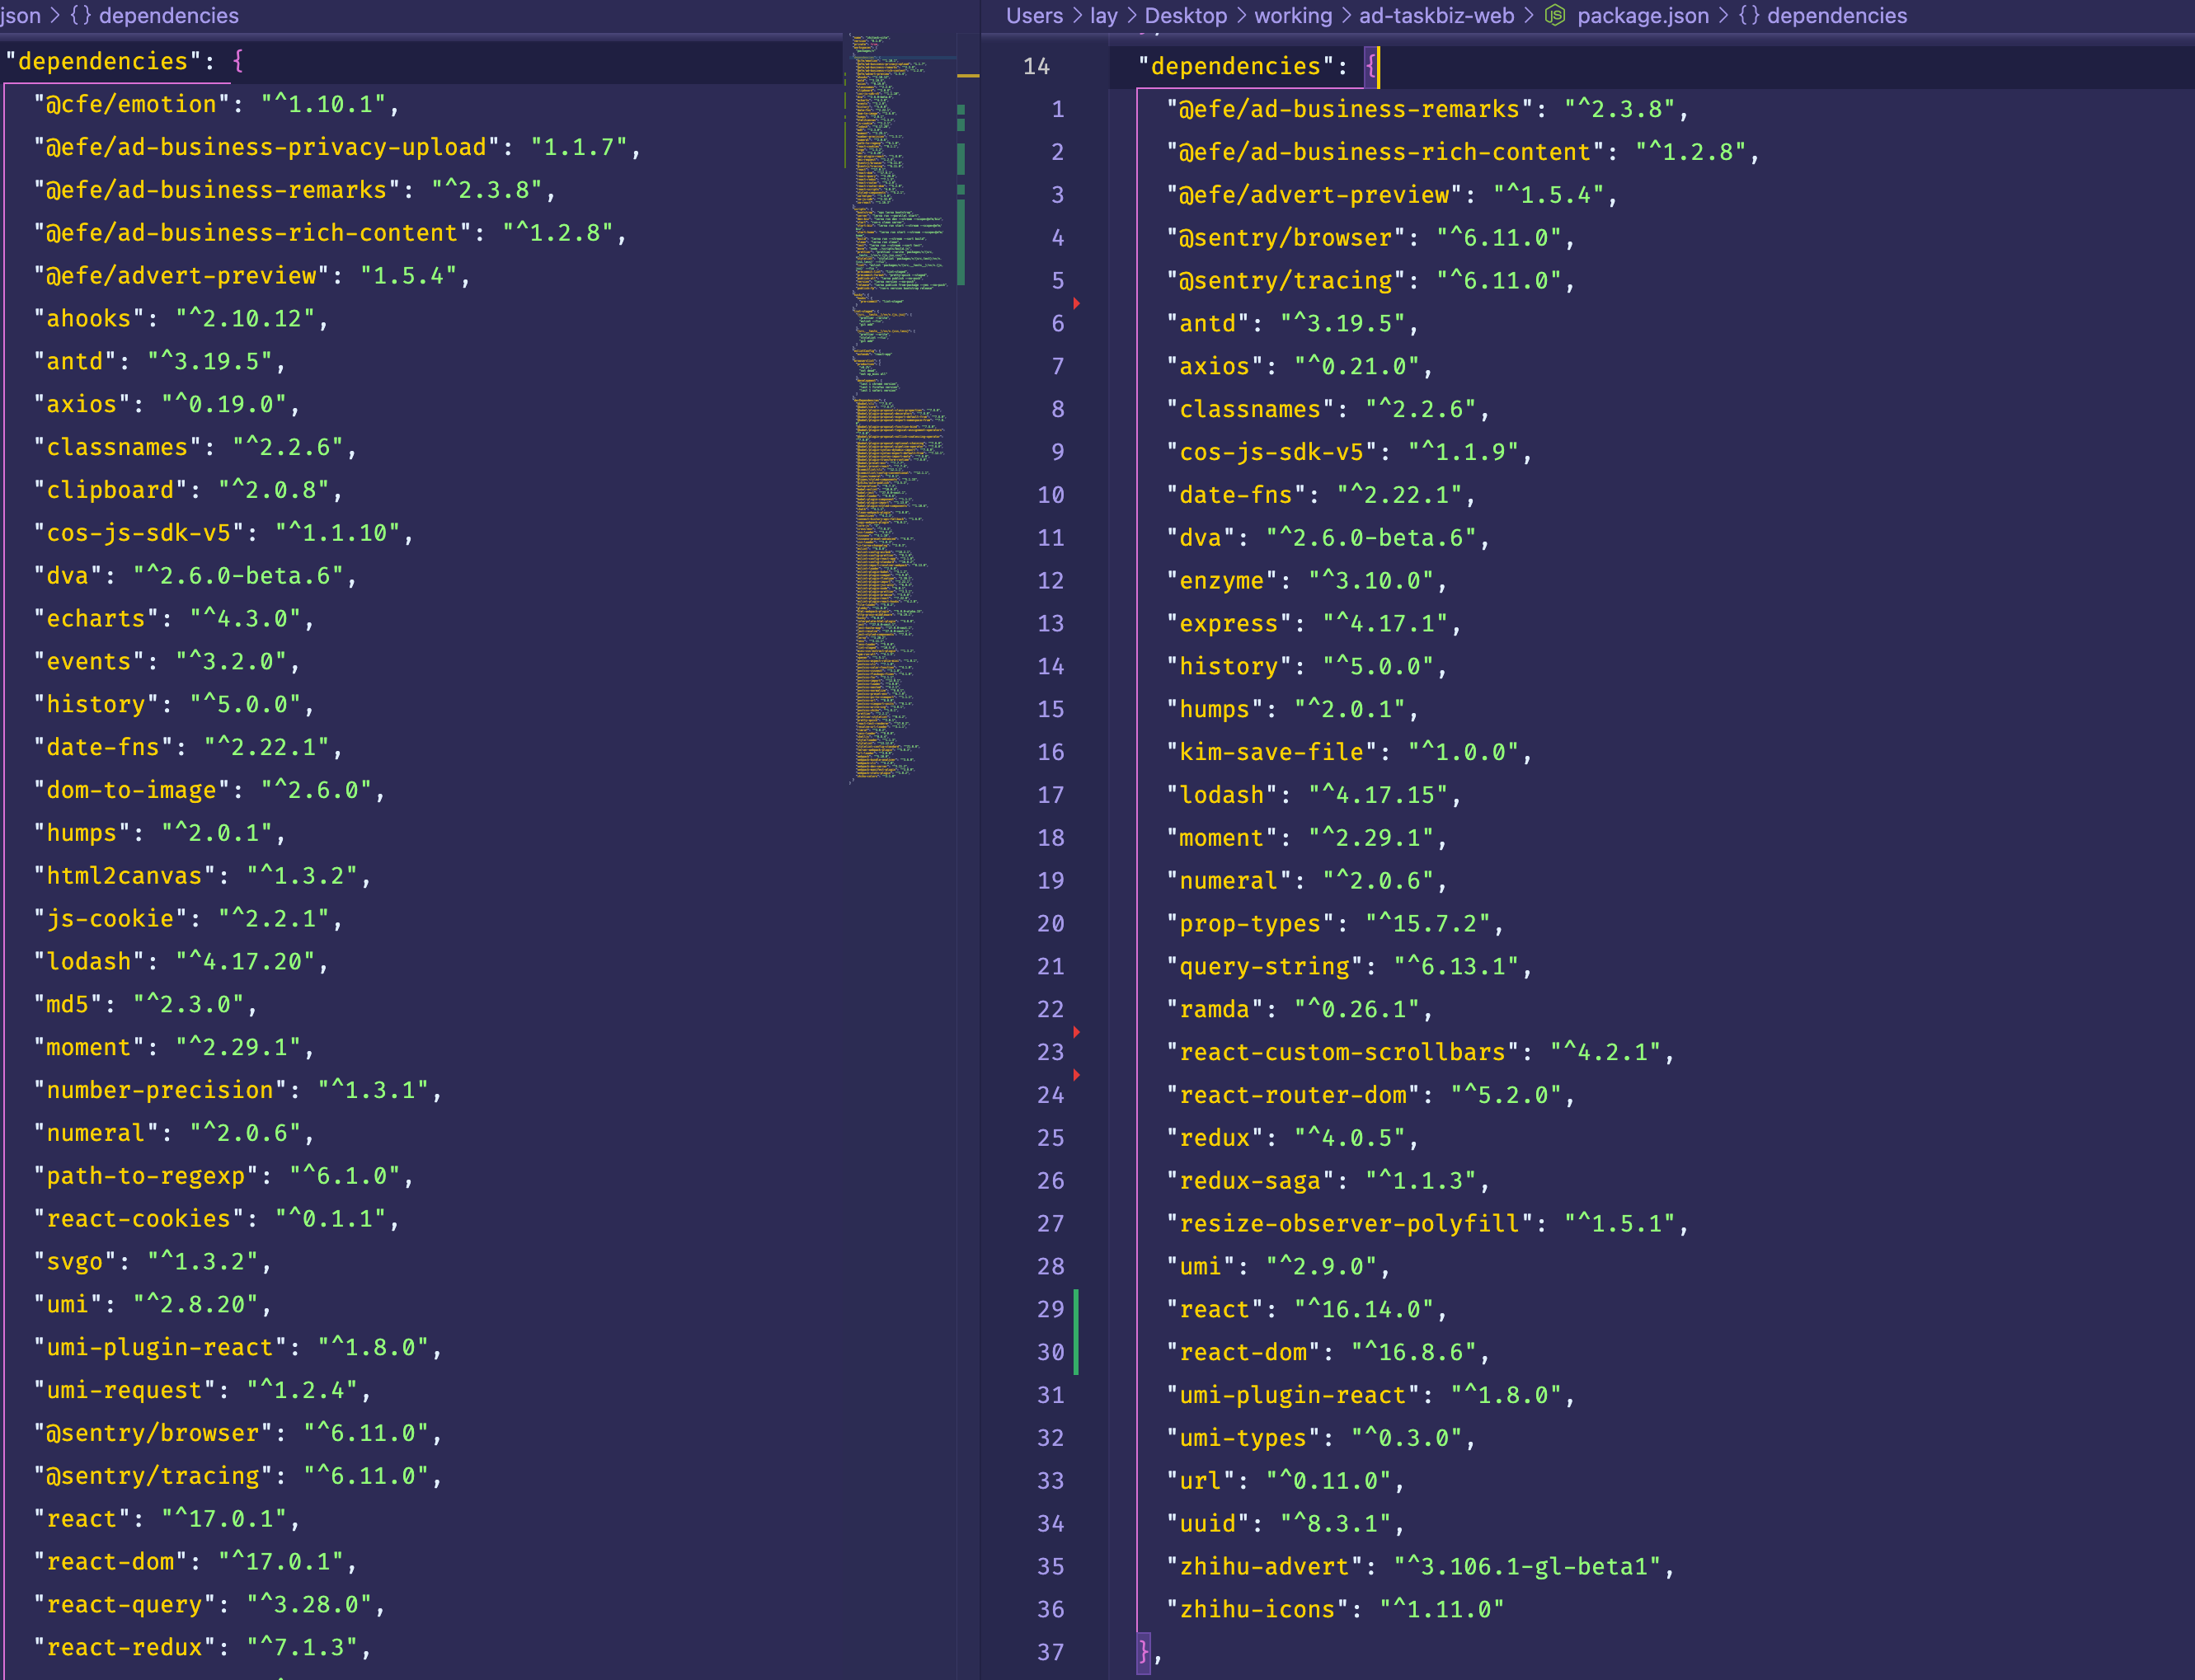 json > {} dependencies
"dependencies": {
"@cfe/emotion": "^1.10.1",
"@efe/ad-business-privacy-upload": "1.1.7",
"@efe/ad-business-remarks": "^2.3.8",
"@efe/ad-business-rich-content": "^1.2.8",
"@efe/advert-preview": "1.5.4",
"ahooks": "^2.10.12",
"antd": "^3.19.5",
"axios": "^0.19.0",
"classnames": "^2.2.6",
"clipboard": "^2.0.8",
"cos-js-sdk-v5": "^1.1.10",
"dva": "^2.6.0-beta.6",
"echarts": "^4.3.0",
"events": "^3.2.0",
"history": "^5.0.0",
"date-fns": "^2.22.1",
"dom-to-image": "^2.6.0",
"humps": "^2.0.1",
"html2canvas": "^1.3.2",
"js-cookie": "^2.2.1",
"lodash": "^4.17.20",
"md5": "^2.3.0",
"moment": "^2.29.1",
"number-precision": "^1.3.1",
"numeral": "^2.0.6",
"path-to-regexp": "^6.1.0",
"react-cookies": "^0.1.1",
"svgo": "^1.3.2",
"umi": "^2.8.20",
"umi-plugin-react": "^1.8.0",
"umi-request": "^1.2.4",
"@sentry/browser": "^6.11.0",
"@sentry/tracing": "^6.11.0",
"react": "^17.0.1",
"react-dom": "^17.0.1",
"react-query": "^3.28.0",
"react-redux": "^7.1.3",
Users > lay > Desktop > working > ad-taskbiz-web > package.json > {} dependencies
14 "dependencies": {
1 "@efe/ad-business-remarks": "^2.3.8",
2 "@efe/ad-business-rich-content": "^1.2.8",
3 "@efe/advert-preview": "^1.5.4",
4 "@sentry/browser": "^6.11.0",
5 "@sentry/tracing": "^6.11.0",
6 "antd": "^3.19.5",
7 "axios": "^0.21.0",
8 "classnames": "^2.2.6",
9 "cos-js-sdk-v5": "^1.1.9",
10 "date-fns": "^2.22.1",
11 "dva": "^2.6.0-beta.6",
12 "enzyme": "^3.10.0",
13 "express": "^4.17.1",
14 "history": "^5.0.0",
15 "humps": "^2.0.1",
16 "kim-save-file": "^1.0.0",
17 "lodash": "^4.17.15",
18 "moment": "^2.29.1",
19 "numeral": "^2.0.6",
20 "prop-types": "^15.7.2",
21 "query-string": "^6.13.1",
22 "ramda": "^0.26.1",
23 "react-custom-scrollbars": "^4.2.1",
24 "react-router-dom": "^5.2.0",
25 "redux": "^4.0.5",
26 "redux-saga": "^1.1.3",
27 "resize-observer-polyfill": "^1.5.1",
28 "umi": "^2.9.0",
29 "react": "^16.14.0",
30 "react-dom": "^16.8.6",
31 "umi-plugin-react": "^1.8.0",
32 "umi-types": "^0.3.0",
33 "url": "^0.11.0",
34 "uuid": "^8.3.1",
35 "zhihu-advert": "^3.106.1-gl-beta1",
36 "zhihu-icons": "^1.11.0"
37 },